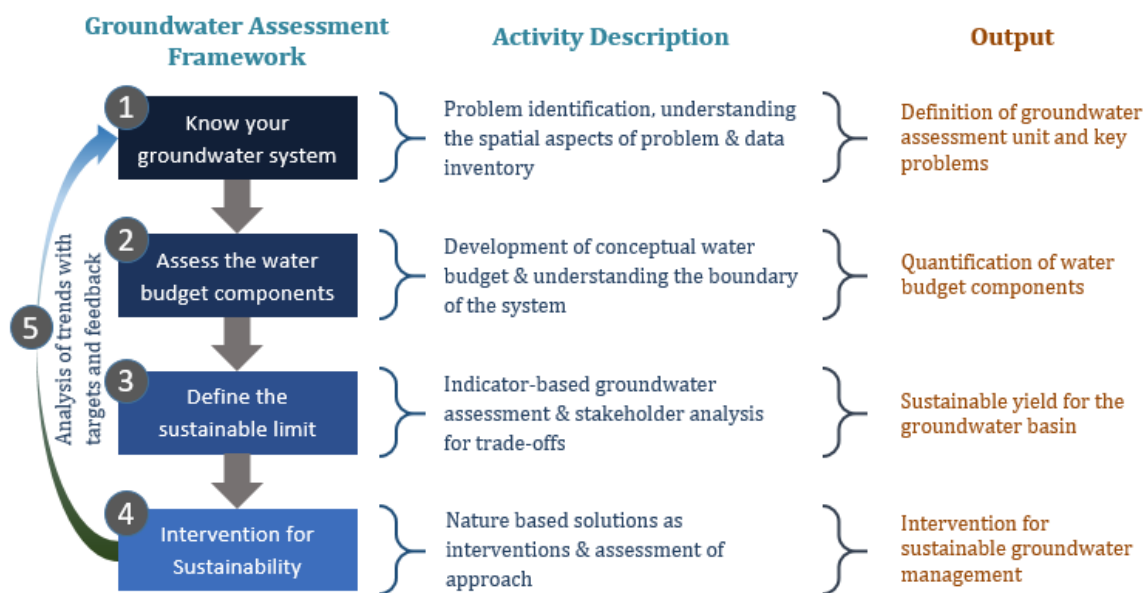 Groundwater Assessment
Framework
Activity Description
Output
1
Know your
groundwater system
Problem identification, understanding
the spatial aspects of problem & data
inventory
Definition of groundwater
assessment unit and key
problems
2
Assess the water
budget components
Development of conceptual water
budget & understanding the boundary
of the system
Quantification of water
budget components
3
Define the
sustainable limit
Indicator-based groundwater
assessment & stakeholder analysis
for trade-offs
Sustainable yield for the
groundwater basin
4
Intervention for
Sustainability
Nature based solutions as
interventions & assessment of
approach
Intervention for
sustainable groundwater
management
5
Analysis of trends with
targets and feedback